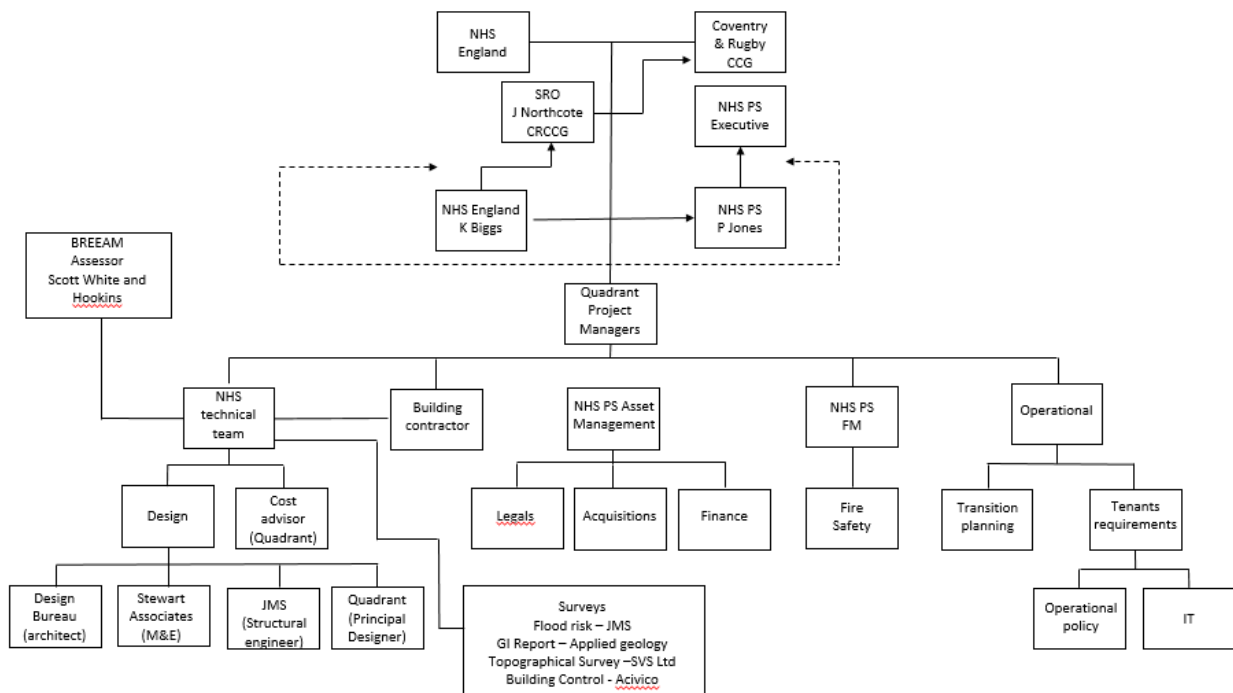 NHS
England
Coventry
& Rugby
CCG
SRO
J Northcote
CRCCG
NHS PS
Executive
NHS England
K Biggs
NHS PS
P Jones
BREEAM
Assessor
Scott White and
Hookins
Quadrant
Project
Managers
NHS
technical
team
Building
contractor
NHS PS Asset
Management
NHS PS
FM
Operational
Design
Cost
advisor
(Quadrant)
Legals
Acquisitions
Finance
Fire
Safety
Transition
planning
Tenants
requirements
Design
Bureau
(architect)
Stewart
Associates
(M&E)
JMS
(Structural
engineer)
Quadrant
(Principal
Designer)
Surveys
Flood risk – JMS
GI Report – Applied geology
Topographical Survey –SVS Ltd
Building Control - Acivico
Operational
policy
IT